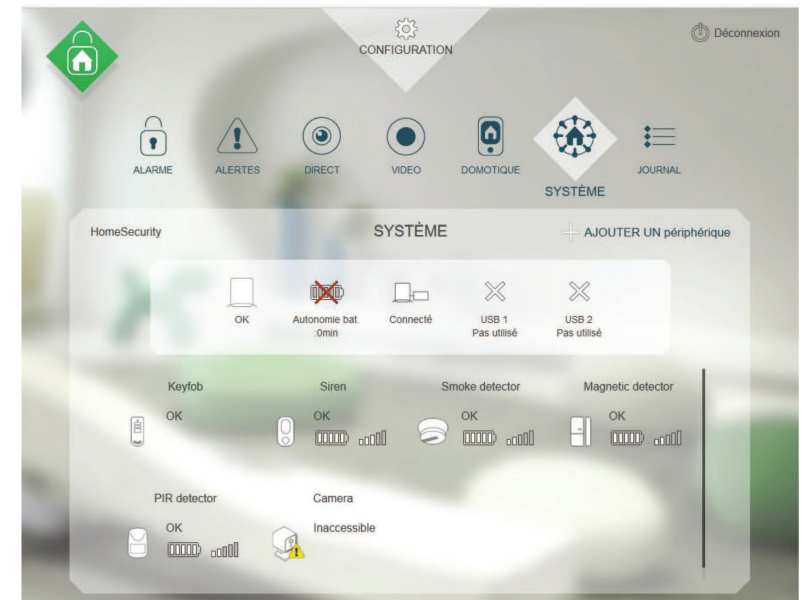 CONFIGURATION
Déconnexion
ALARME
ALERTES
DIRECT
VIDEO
DOMOTIQUE
SYSTÈME
JOURNAL
HomeSecurity
SYSTÈME
AJOUTER UN périphérique
OK
Autonomie bat.
:0min
Connecté
USB 1
Pas utilisé
USB 2
Pas utilisé
Keyfob
OK
Siren
OK
Smoke detector
OK
Magnetic detector
OK
PIR detector
OK
Camera
Inaccessible